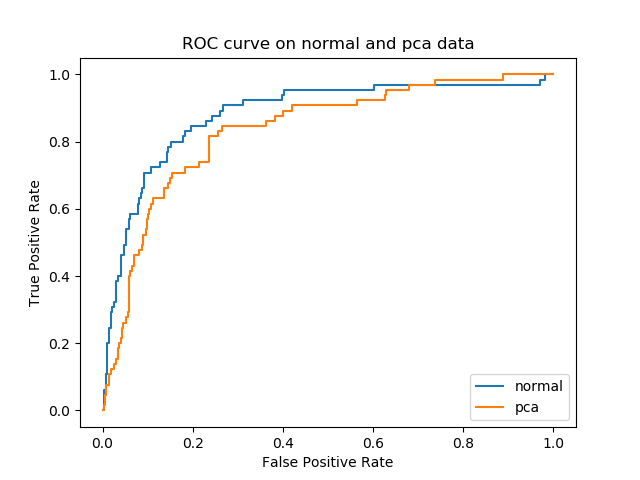 ROC curve on normal and pca data
True Positive Rate
1.0
0.8
0.6
0.4
0.2
0.0
0.0 0.2 0.4 0.6 0.8 1.0
False Positive Rate
normal
pca